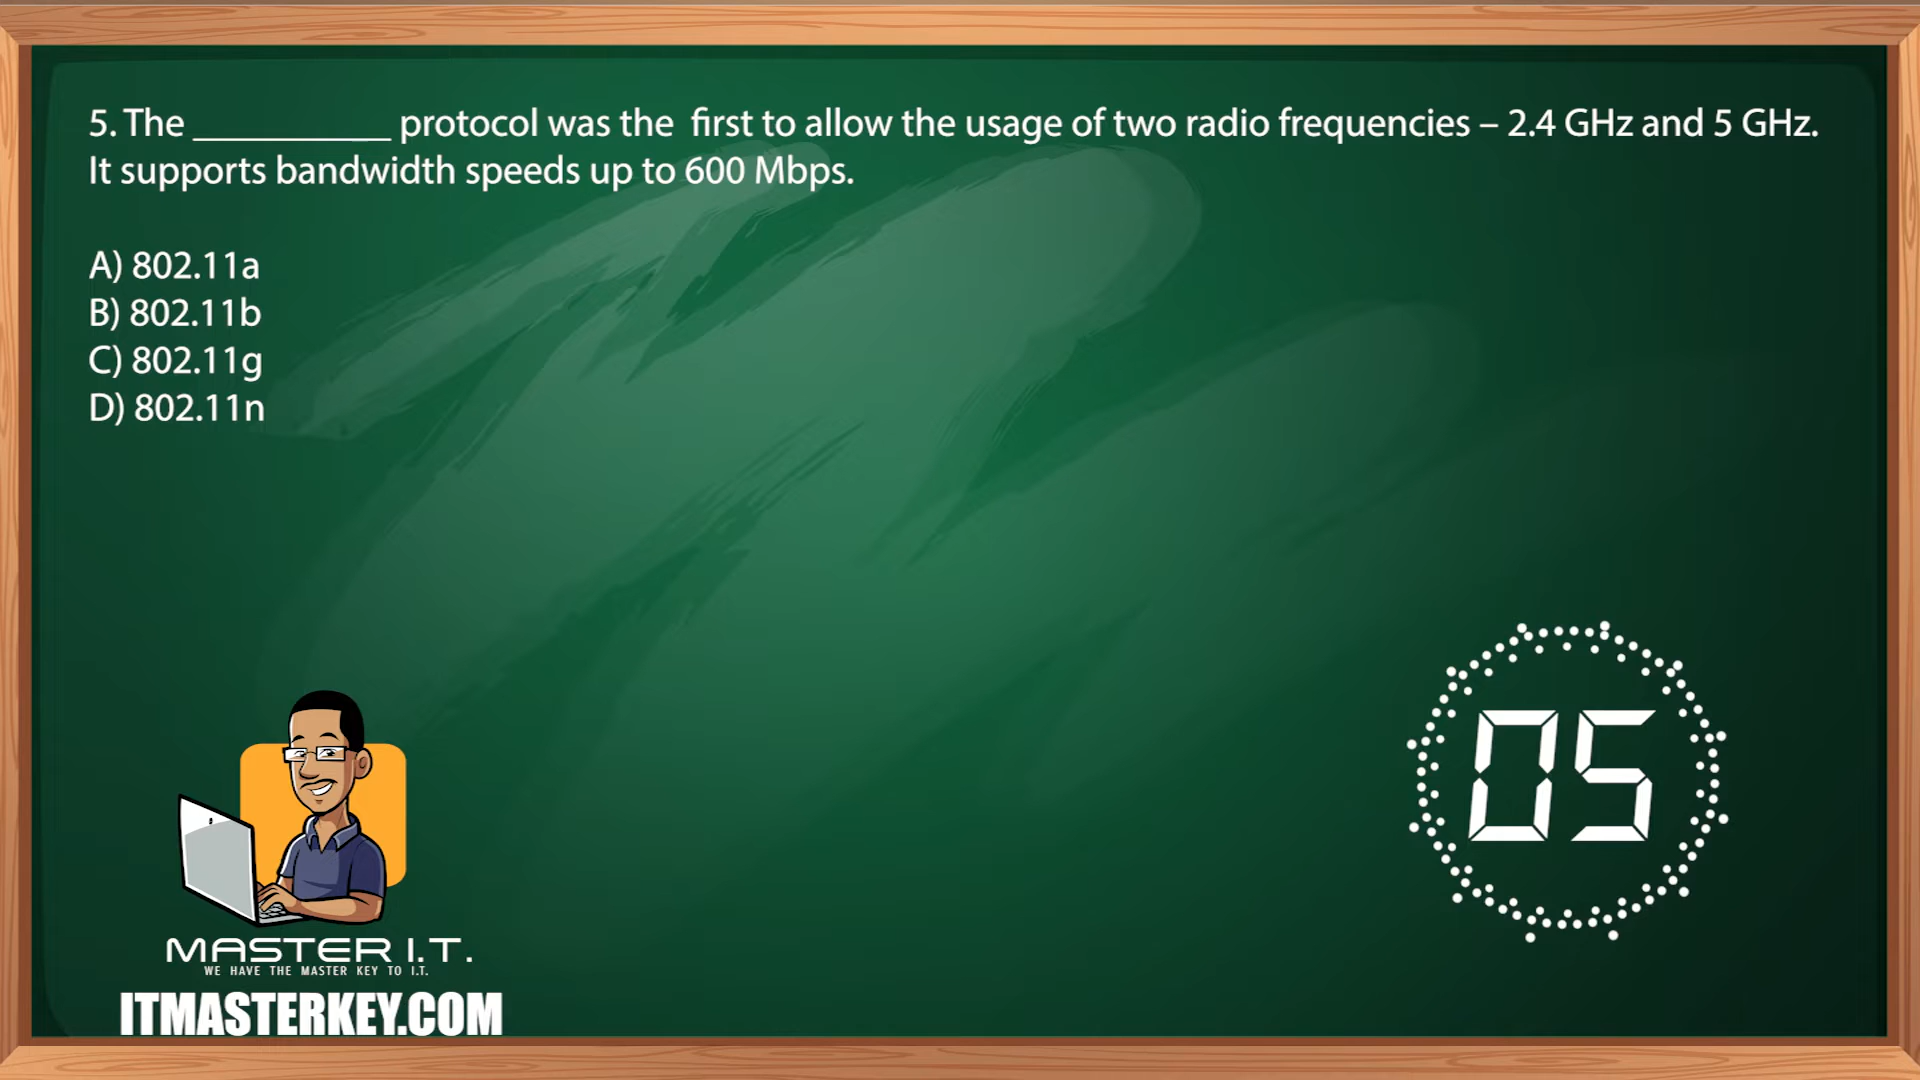 5. The __________ protocol was the first to allow the usage of two radio frequencies – 2.4 GHz and 5 GHz.
It supports bandwidth speeds up to 600 Mbps.
A) 802.11a
B) 802.11b
C) 802.11g
D) 802.11n
05
MASTER I.T.
WE HAVE THE MASTER KEY TO I.T.
ITMASTERKEY.COM